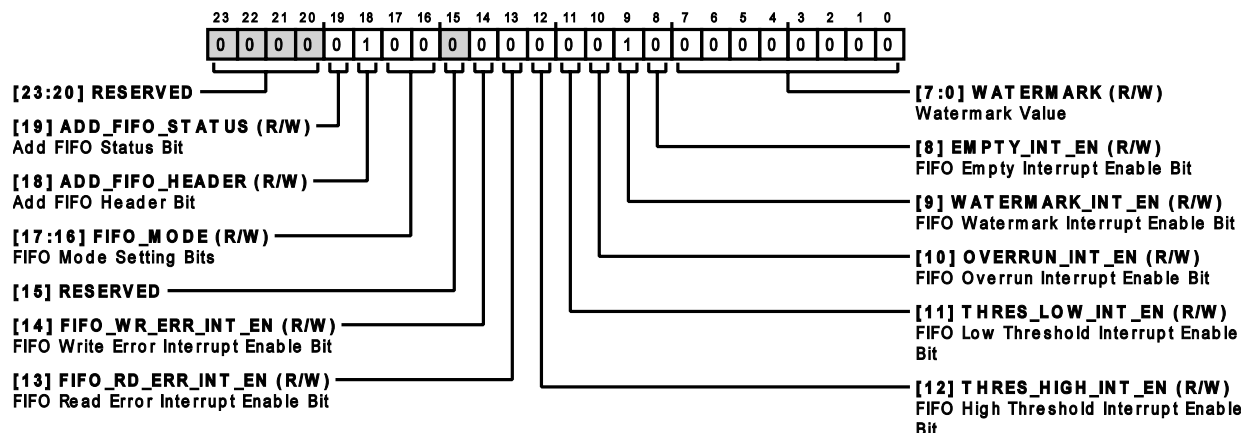 23 22 21 20 19 18 17 16 15 14 13 12 11 10 9 8 7 6 5 4 3 2 1 0
0 0 0 0 0 1 0 0 0 0 0 0 0 0 1 0 0 0 0 0 0 0 0 0
[23:20] RESERVED
[19] ADD_FIFO_STATUS (R/W)
Add FIFO Status Bit
[18] ADD_FIFO_HEADER (R/W)
Add FIFO Header Bit
[17:16] FIFO_MODE (R/W)
FIFO Mode Setting Bits
[15] RESERVED
[14] FIFO_WR_ERR_INT_EN (R/W)
FIFO Write Error Interrupt Enable Bit
[13] FIFO_RD_ERR_INT_EN (R/W)
FIFO Read Error Interrupt Enable Bit
[7:0] WATERMARK (R/W)
Watermark Value
[8] EMPTY_INT_EN (R/W)
FIFO Empty Interrupt Enable Bit
[9] WATERMARK_INT_EN (R/W)
FIFO Watermark Interrupt Enable Bit
[10] OVERRUN_INT_EN (R/W)
FIFO Overrun Interrupt Enable Bit
[11] THRES_LOW_INT_EN (R/W)
FIFO Low Threshold Interrupt Enable
Bit
[12] THRES_HIGH_INT_EN (R/W)
FIFO High Threshold Interrupt Enable
Bit